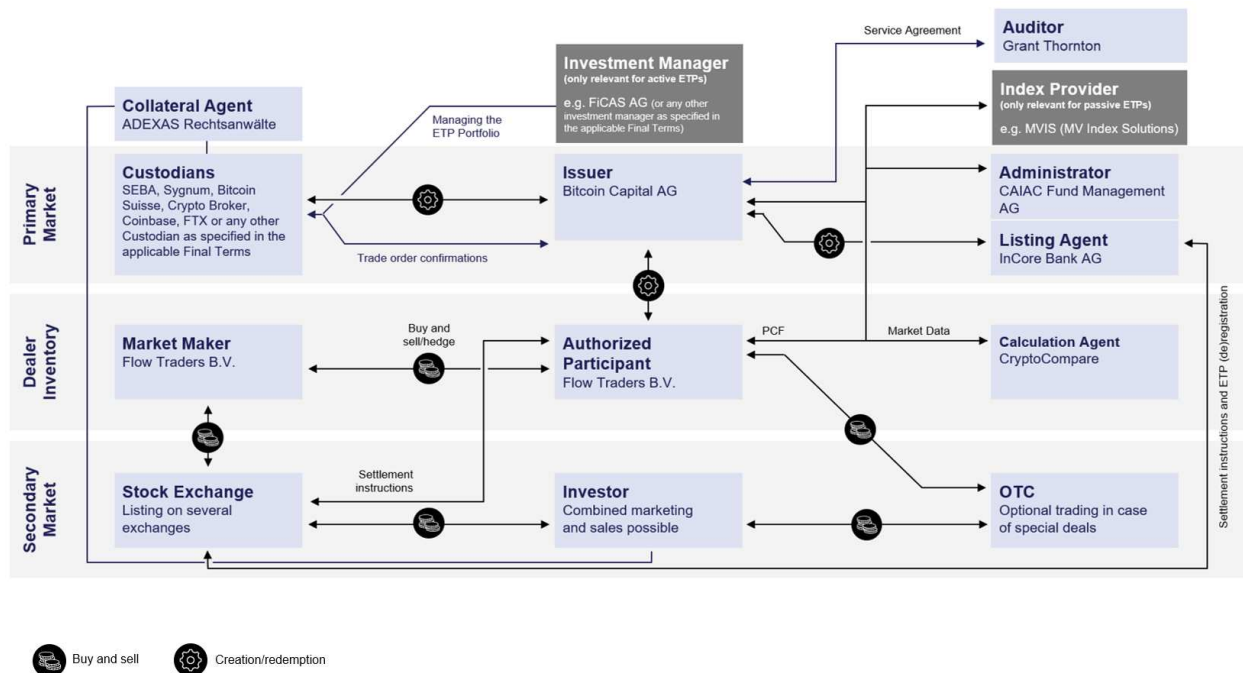 Service Agreement
Auditor
Grant Thornton
Investment Manager
(only relevant for active ETPs)
e.g. FiCAS AG (or any other
investment manager as specified
in the applicable Final Terms)
Index Provider
(only relevant for passive ETPs)
e.g. MVIS (MV Index Solutions)
Collateral Agent
ADEXAS Rechtsanwälte
Managing the
ETP Portfolio
Primary
Market
Custodians
SEBA, Sygnum, Bitcoin
Suisse, Crypto Broker,
Coinbase, FTX or any other
Custodian as specified in the
applicable Final Terms
Issuer
Bitcoin Capital AG
Administrator
CAIAC Fund Management
AG
Listing Agent
InCore Bank AG
Trade order confirmations
Dealer
Inventory
Market Maker
Flow Traders B.V.
Buy and
sell/hedge
Authorized
Participant
Flow Traders B.V.
PCF
Market Data
Calculation Agent
CryptoCompare
Settlement instructions and ETP (de)registration
Secondary
Market
Stock Exchange
Listing on several
exchanges
Settlement
instructions
Investor
Combined marketing
and sales possible
OTC
Optional trading in case
of special deals
Buy and sell
Creation/redemption